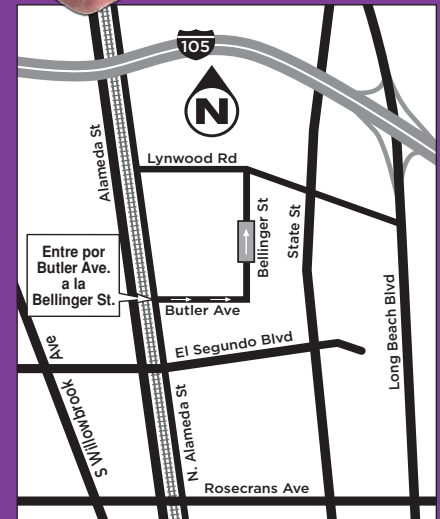 105
N
Alameda St
Lynwood Rd
Bellinger St
State St
Entre por
Butler Ave.
a la
Bellinger St.
Butler Ave
Long Beach Blvd
El Segundo Blvd
S Willowbrook Ave
N. Alameda St
Rosecrans Ave